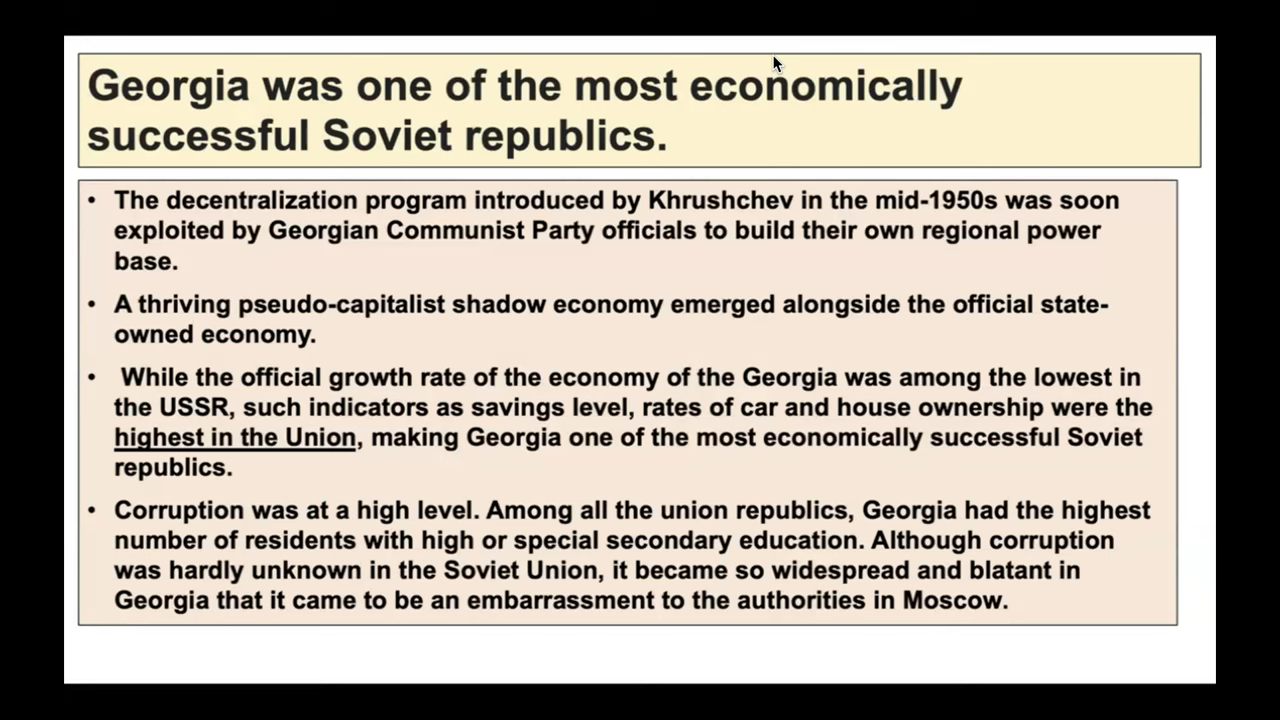 Georgia was one of the most economically
successful Soviet republics.
• The decentralization program introduced by Khrushchev in the mid-1950s was soon
exploited by Georgian Communist Party officials to build their own regional power
base.
• A thriving pseudo-capitalist shadow economy emerged alongside the official state-
owned economy.
• While the official growth rate of the economy of the Georgia was among the lowest in
the USSR, such indicators as savings level, rates of car and house ownership were the
highest in the Union, making Georgia one of the most economically successful Soviet
republics.
• Corruption was at a high level. Among all the union republics, Georgia had the highest
number of residents with high or special secondary education. Although corruption
was hardly unknown in the Soviet Union, it became so widespread and blatant in
Georgia that it came to be an embarrassment to the authorities in Moscow.